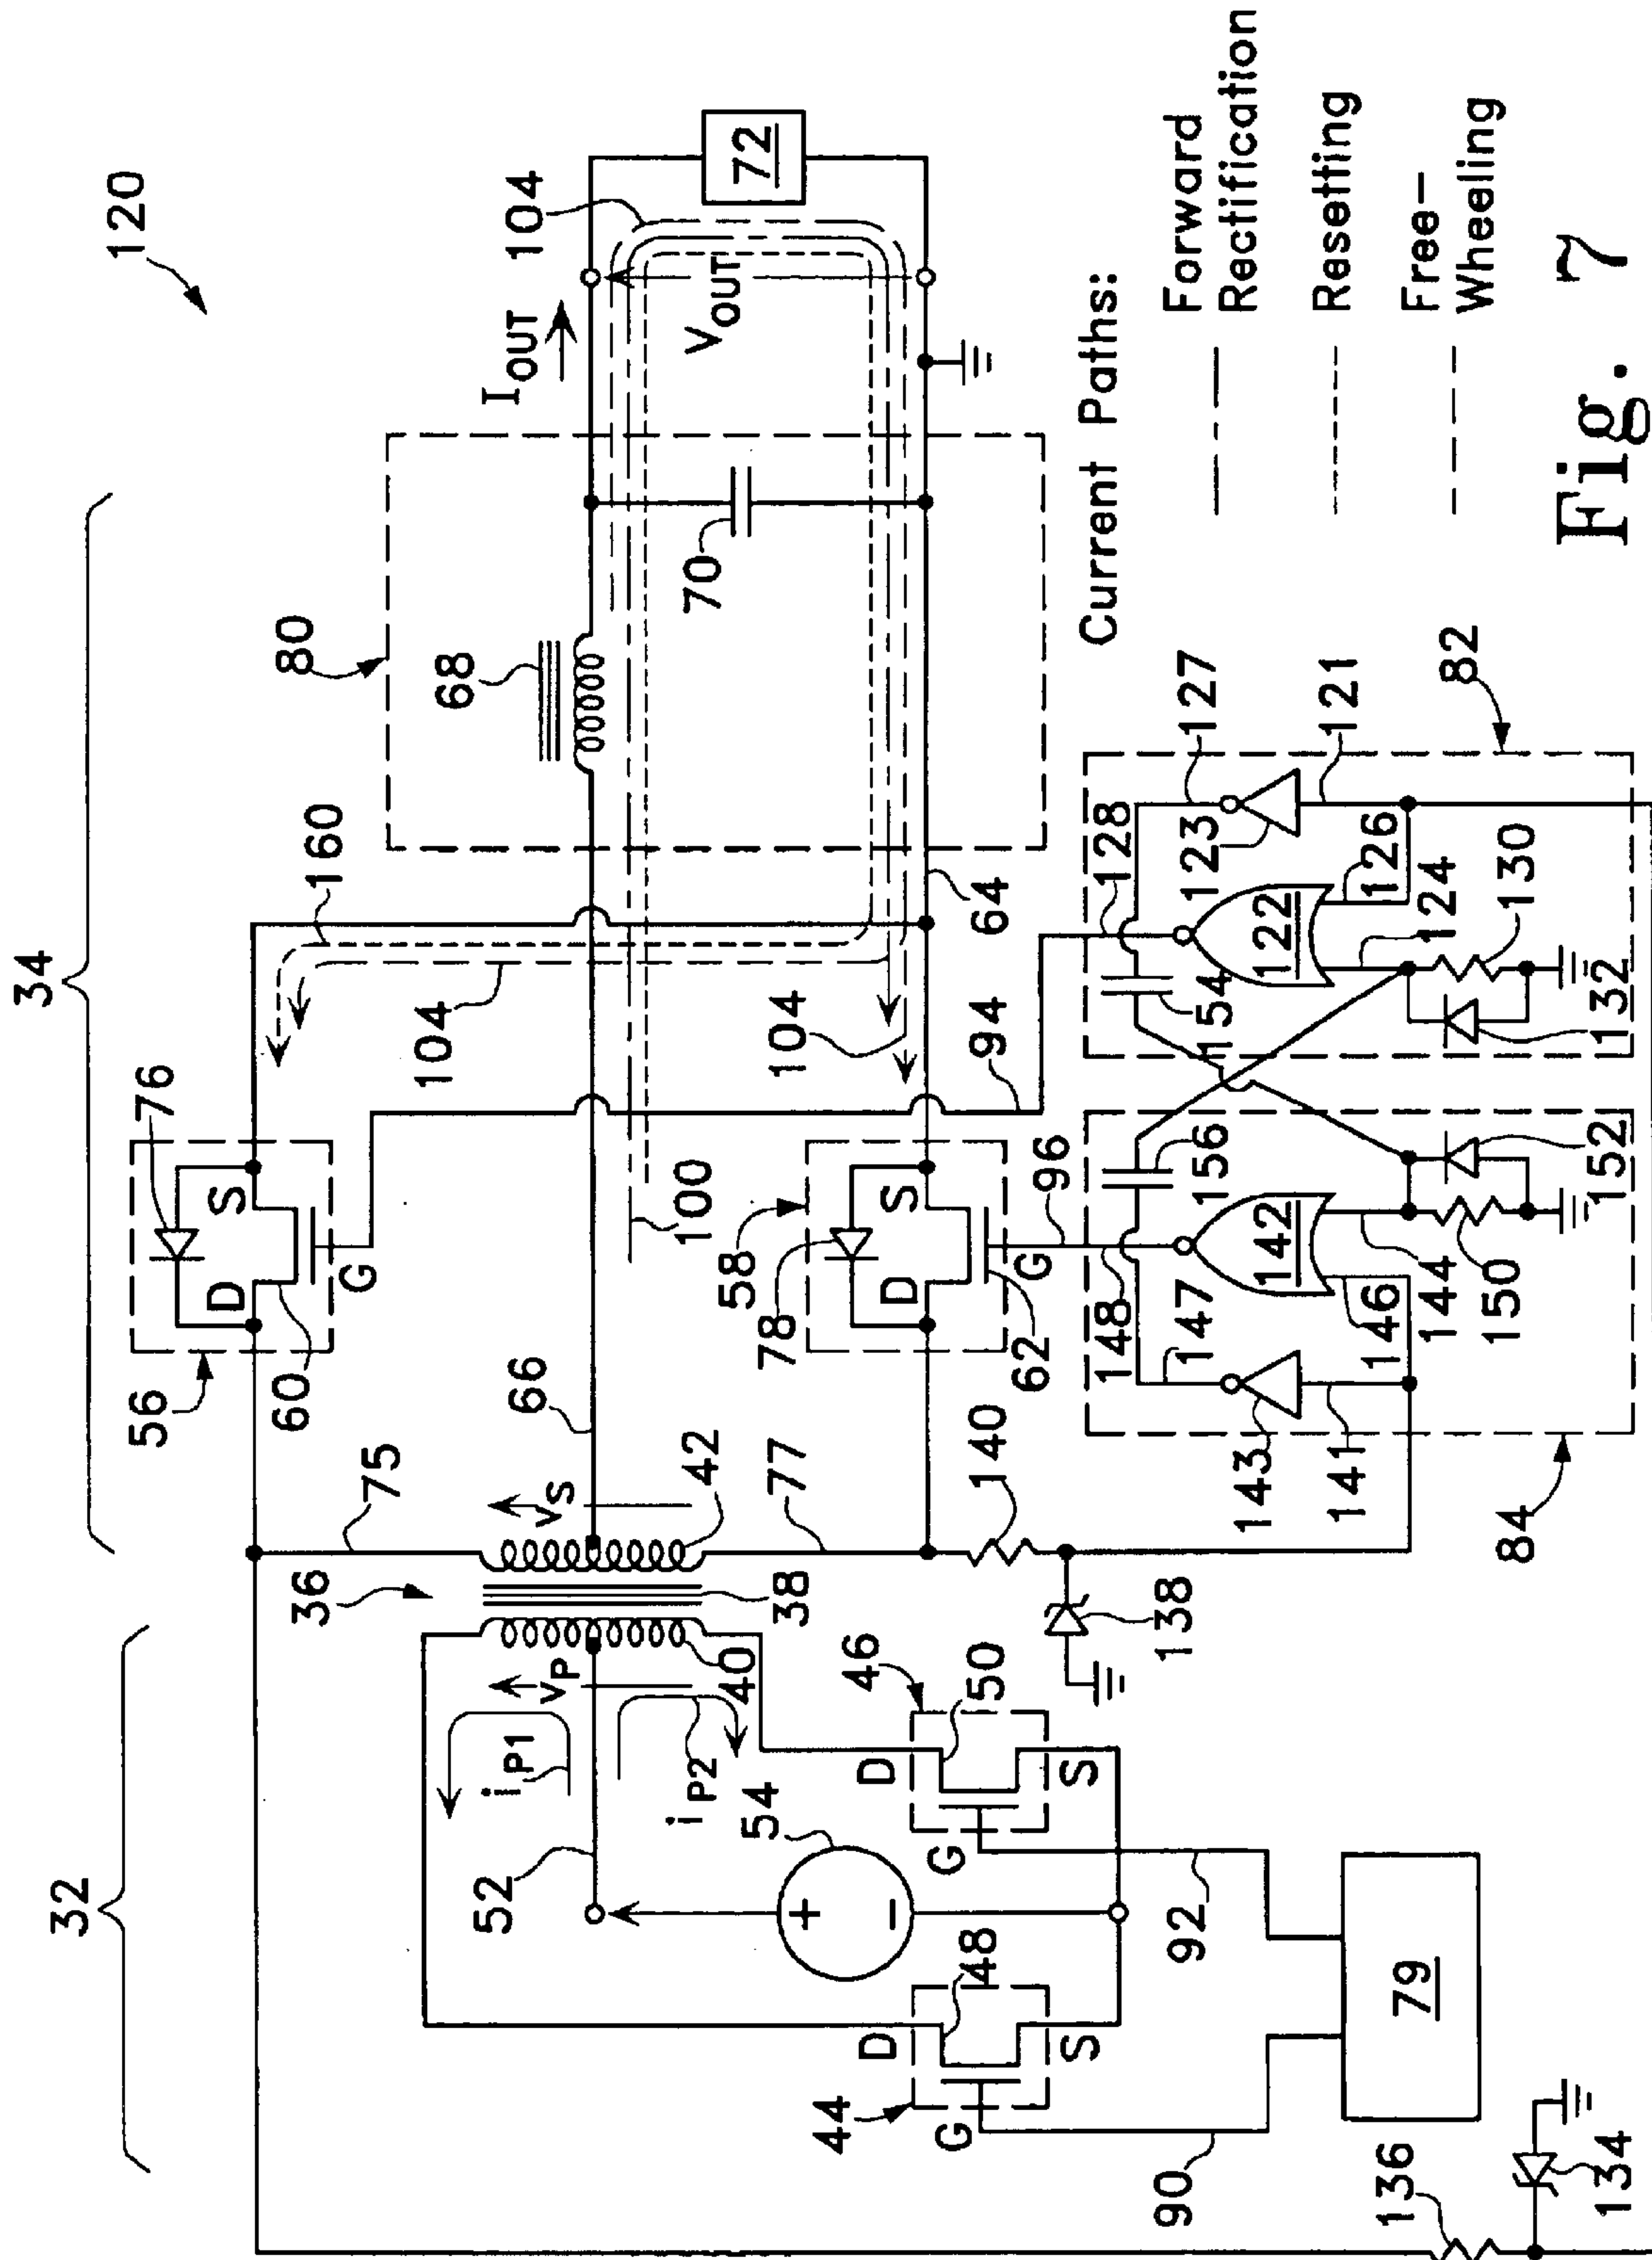 120
34
32
56
76
D
S
G
60
160
80
68
I_OUT
104
72
V_OUT
70
75
66
104
100
36
v_S
42
38
77
58
78
D
S
G
62
104
64
94
96
52
i_P1
v_P
i_P2
40
54
+
−
46
50
D
G
S
44
48
D
G
S
138
140
148
156
147
143
141
142
146
144
150
152
84
128
154
127
123
122
126
124
121
130
132
82
90
92
79
136
134
Current Paths:
Forward
Rectification
Resetting
Free-
Wheeling
Fig. 7